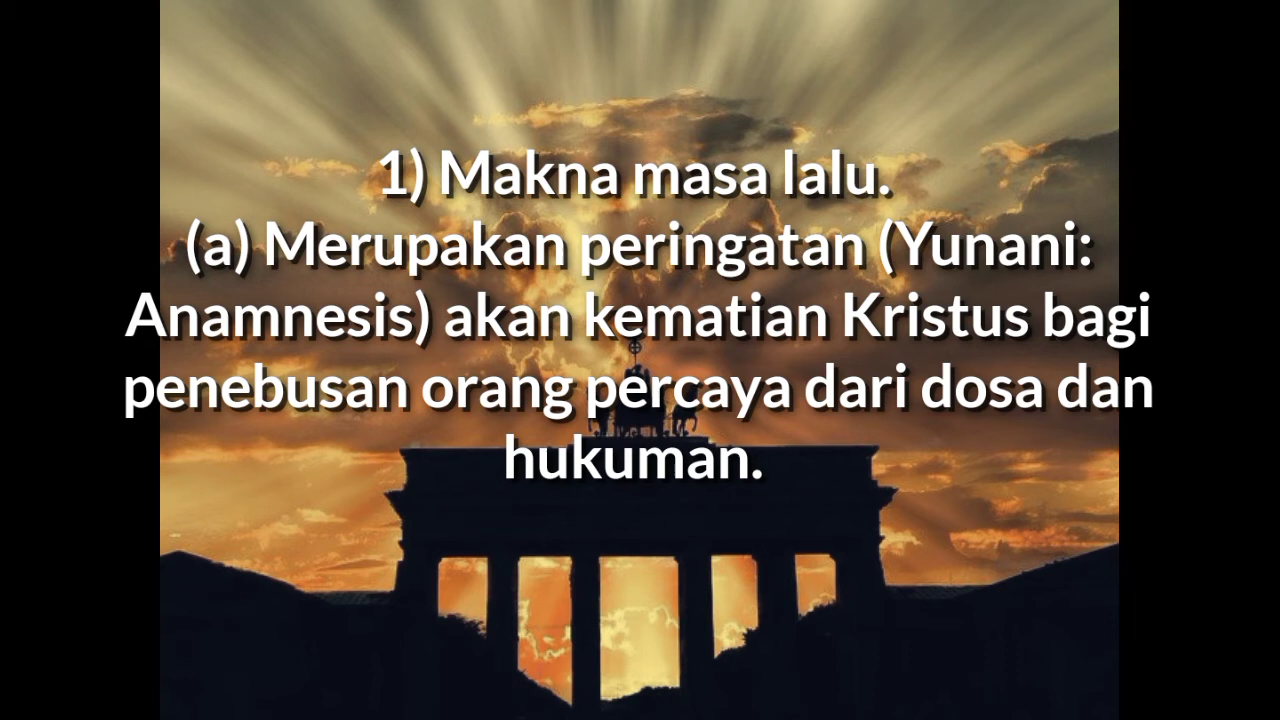 1) Makna masa lalu.
(a) Merupakan peringatan (Yunani:
Anamnesis) akan kematian Kristus bagi
penebusan orang percaya dari dosa dan
hukuman.